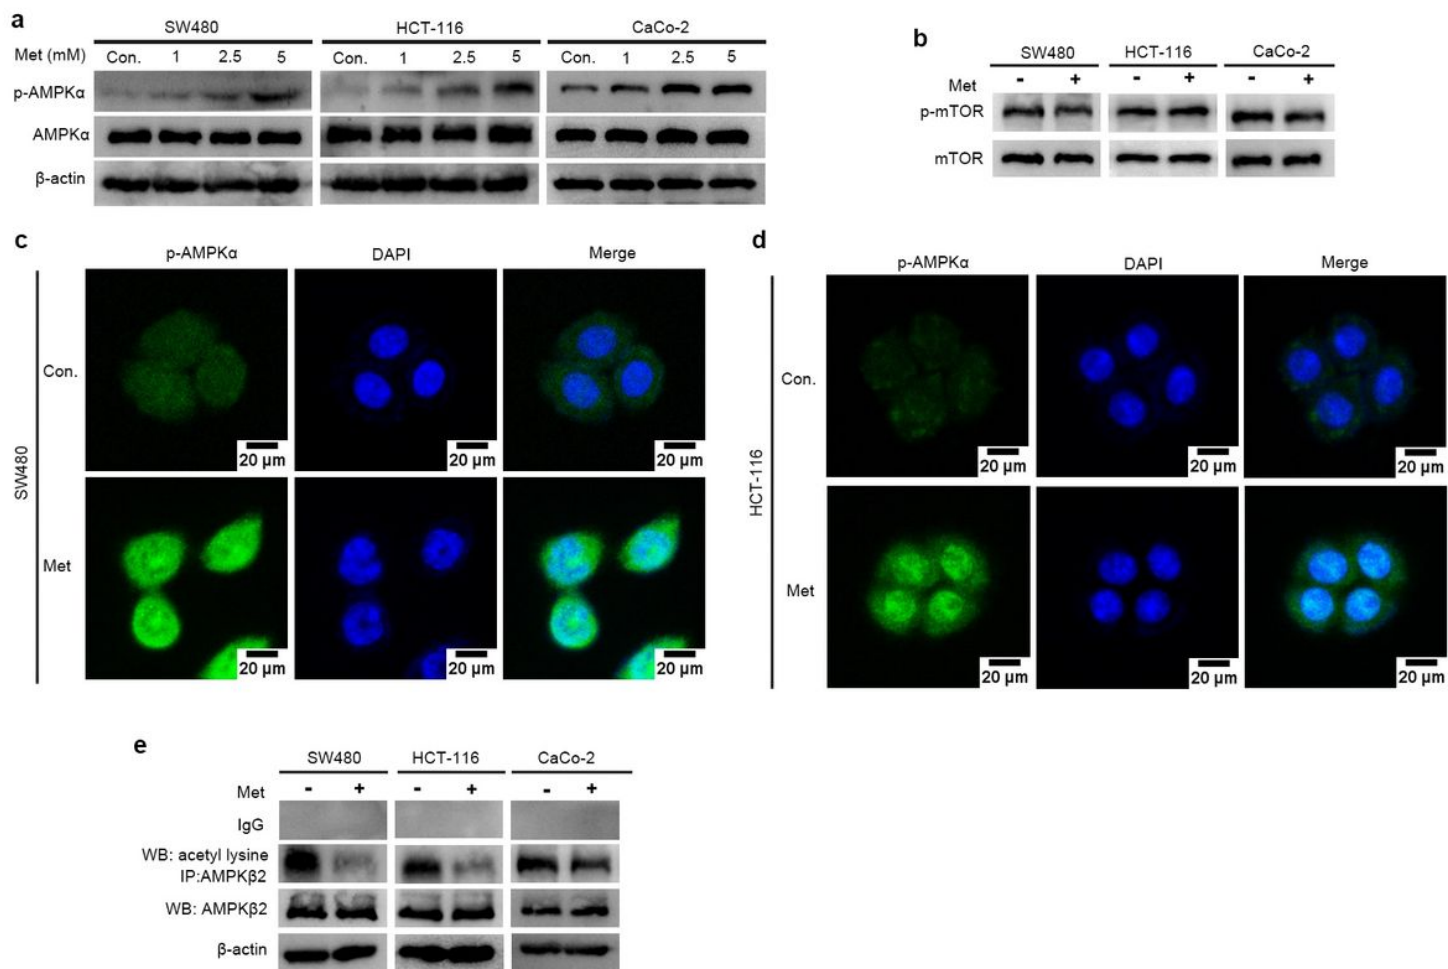 a
SW480 HCT-116 CaCo-2
Met (mM) Con. 1 2.5 5 Con. 1 2.5 5 Con. 1 2.5 5
p-AMPKα
AMPKα
β-actin
b
SW480 HCT-116 CaCo-2
Met - + - + - +
p-mTOR
mTOR
c
p-AMPKα DAPI Merge
SW480
Con.
20 µm 20 µm 20 µm
Met
20 µm 20 µm 20 µm
d
p-AMPKα DAPI Merge
HCT-116
Con.
20 µm 20 µm 20 µm
Met
20 µm 20 µm 20 µm
e
SW480 HCT-116 CaCo-2
Met - + - + - +
IgG
WB: acetyl lysine
IP:AMPKβ2
WB: AMPKβ2
β-actin